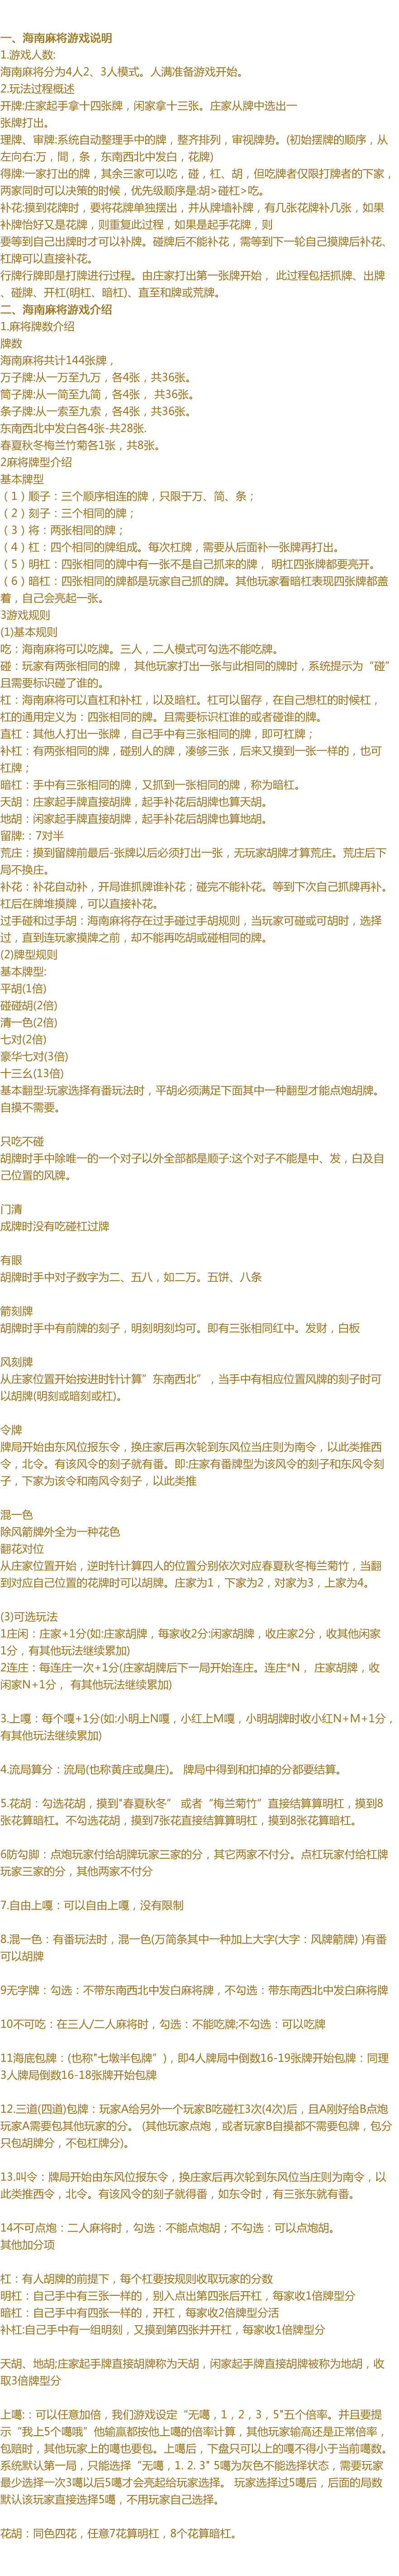 一、海南麻将游戏说明
1.游戏人数:
海南麻将分为4人2、3人模式。人满准备游戏开始。
2.玩法过程概述
开牌:庄家起手拿十四张牌，闲家拿十三张。庄家从牌中选出一
张牌打出。
理牌、审牌:系统自动整理手中的牌，整齐排列，审视牌势。(初始摆牌的顺序，从
左向右:万，間，条，东南西北中发白，花牌)
得牌:一家打出的牌，其余三家可以吃，碰，杠、胡，但吃牌者仅限打牌者的下家，
两家同时可以决策的时候，优先级顺序是:胡>碰杠>吃。
补花:摸到花牌时，要将花牌单独摆出，并从牌墙补牌，有几张花牌补几张，如果
补牌恰好又是花牌，则重复此过程，如果是起手花牌，则
要等到自己出牌时才可以补牌。碰牌后不能补花，需等到下一轮自己摸牌后补花、
杠牌可以直接补花。
行牌行牌即是打牌进行过程。由庄家打出第一张牌开始， 此过程包括抓牌、出牌
、碰牌、开杠(明杠、暗杠)、直至和牌或荒牌。
二、海南麻将游戏介绍
1.麻将牌数介绍
牌数
海南麻将共计144张牌，
万子牌:从一万至九万，各4张，共36张。
筒子牌:从一简至九简，各4张， 共36张。
条子牌:从一索至九索，各4张，共36张。
东南西北中发白各4张-共28张.
春夏秋冬梅兰竹菊各1张，共8张。
2麻将牌型介绍
基本牌型
（1）顺子：三个顺序相连的牌，只限于万、简、条；
（2）刻子：三个相同的牌；
（3）将：两张相同的牌；
（4）杠：四个相同的牌组成。每次杠牌，需要从后面补一张牌再打出。
（5）明杠：四张相同的牌中有一张不是自己抓来的牌， 明杠四张牌都要亮开。
（6）暗杠：四张相同的牌都是玩家自己抓的牌。其他玩家看暗杠表现四张牌都盖
着，自己会亮起一张。
3游戏规则
(1)基本规则
吃：海南麻将可以吃牌。三人，二人模式可勾选不能吃牌。
碰：玩家有两张相同的牌， 其他玩家打出一张与此相同的牌时，系统提示为“碰”
且需要标识碰了谁的。
杠：海南麻将可以直杠和补杠，以及暗杠。杠可以留存，在自己想杠的时候杠，
杠的通用定义为：四张相同的牌。且需要标识杠谁的或者碰谁的牌。
直杠：其他人打出一张牌，自己手中有三张相同的牌，即可杠牌；
补杠：有两张相同的牌，碰别人的牌，凑够三张，后来又摸到一张一样的，也可
杠牌；
暗杠：手中有三张相同的牌，又抓到一张相同的牌，称为暗杠。
天胡：庄家起手牌直接胡牌，起手补花后胡牌也算天胡。
地胡：闲家起手牌直接胡牌，起手补花后胡牌也算地胡。
留牌:：7对半
荒庄：摸到留牌前最后-张牌以后必须打出一张，无玩家胡牌才算荒庄。荒庄后下
局不换庄。
补花：补花自动补，开局谁抓牌谁补花；碰完不能补花。等到下次自己抓牌再补。
杠后在牌堆摸牌，可以直接补花。
过手碰和过手胡：海南麻将存在过手碰过手胡规则，当玩家可碰或可胡时，选择
过，直到连玩家摸牌之前，却不能再吃胡或碰相同的牌。
(2)牌型规则
基本牌型:
平胡(1倍)
碰碰胡(2倍)
清一色(2倍)
七对(2倍)
豪华七对(3倍)
十三幺(13倍)
基本翻型:玩家选择有番玩法时，平胡必须满足下面其中一种翻型才能点炮胡牌。
自摸不需要。
只吃不碰
胡牌时手中除唯一的一个对子以外全部都是顺子:这个对子不能是中、发，白及自
己位置的风牌。
门清
成牌时没有吃碰杠过牌
有眼
胡牌时手中对子数字为二、五八，如二万。五饼、八条
箭刻牌
胡牌时手中有前牌的刻子，明刻明刻均可。即有三张相同红中。发财，白板
风刻牌
从庄家位置开始按进时针计算”东南西北”，当手中有相应位置风牌的刻子时可
以胡牌(明刻或暗刻或杠)。
令牌
牌局开始由东风位报东令，换庄家后再次轮到东风位当庄则为南令，以此类推西
令，北令。有该风令的刻子就有番。即:庄家有番牌型为该风令的刻子和东风令刻
子，下家为该令和南风令刻子，以此类推
混一色
除风箭牌外全为一种花色
翻花对位
从庄家位置开始，逆时针计算四人的位置分别依次对应春夏秋冬梅兰菊竹，当翻
到对应自己位置的花牌时可以胡牌。庄家为1，下家为2，对家为3，上家为4。
(3)可选玩法
1庄闲：庄家+1分(如:庄家胡牌，每家收2分:闲家胡牌，收庄家2分，收其他闲家
1分，有其他玩法继续累加)
2连庄：每连庄一次+1分(庄家胡牌后下一局开始连庄。连庄*N， 庄家胡牌，收
闲家N+1分， 有其他玩法继续累加)
3.上嘎：每个嘎+1分(如:小明上N嘎，小红上M嘎，小明胡牌时收小红N+M+1分，
有其他玩法继续累加)
4.流局算分：流局(也称黄庄或臭庄)。 牌局中得到和扣掉的分都要结算。
5.花胡：勾选花胡，摸到"春夏秋冬” 或者“梅兰菊竹”直接结算算明杠，摸到8
张花算暗杠。不勾选花胡，摸到7张花直接结算算明杠，摸到8张花算暗杠。
6防勾脚：点炮玩家付给胡牌玩家三家的分，其它两家不付分。点杠玩家付给杠牌
玩家三家的分，其他两家不付分
7.自由上嘎：可以自由上嘎，没有限制
8.混一色：有番玩法时，混一色(万简条其中一种加上大字(大字：风牌箭牌) )有番
可以胡牌
9无字牌：勾选：不带东南西北中发白麻将牌，不勾选：带东南西北中发白麻将牌
10不可吃：在三人/二人麻将时，勾选：不能吃牌;不勾选：可以吃牌
11海底包牌：(也称"七墩半包牌”)，即4人牌局中倒数16-19张牌开始包牌：同理
3人牌局倒数16-18张牌开始包牌
12.三道(四道)包牌：玩家A给另外一个玩家B吃碰杠3次(4次)后，且A刚好给B点炮
玩家A需要包其他玩家的分。 (其他玩家点炮，或者玩家B自摸都不需要包牌，包分
只包胡牌分，不包杠牌分)。
13.叫令：牌局开始由东风位报东令，换庄家后再次轮到东风位当庄则为南令，以
此类推西令，北令。有该风令的刻子就得番，如东令时，有三张东就有番。
14不可点炮：二人麻将时，勾选：不能点炮胡；不勾选：可以点炮胡。
其他加分项
杠：有人胡牌的前提下，每个杠要按规则收取玩家的分数
明杠：自己手中有三张一样的，别入点出第四张后开杠，每家收1倍牌型分
暗杠：自己手中有四张一样的，开杠，每家收2倍牌型分活
补杠:自己手中有一组明刻，又摸到第四张并开杠，每家收1倍牌型分
天胡、地胡;庄家起手牌直接胡牌称为天胡，闲家起手牌直接胡牌被称为地胡，收
取3倍牌型分
上噶:：可以任意加倍，我们游戏设定“无噶，1，2，3，5"五个倍率。并且要提
示“我上5个噶哦”他输赢都按他上噶的倍率计算，其他玩家输高还是正常倍率，
包赔时，其他玩家上的噶也要包。上噶后，下盘只可以上的嘎不得小于当前噶数。
系统默认第一局，只能选择“无噶，1. 2. 3" 5噶为灰色不能选择状态，需要玩家
最少选择一次3噶以后5噶才会亮起给玩家选择。 玩家选择过5噶后，后面的局数
默认该玩家直接选择5噶，不用玩家自己选择。
花胡：同色四花，任意7花算明杠，8个花算暗杠。